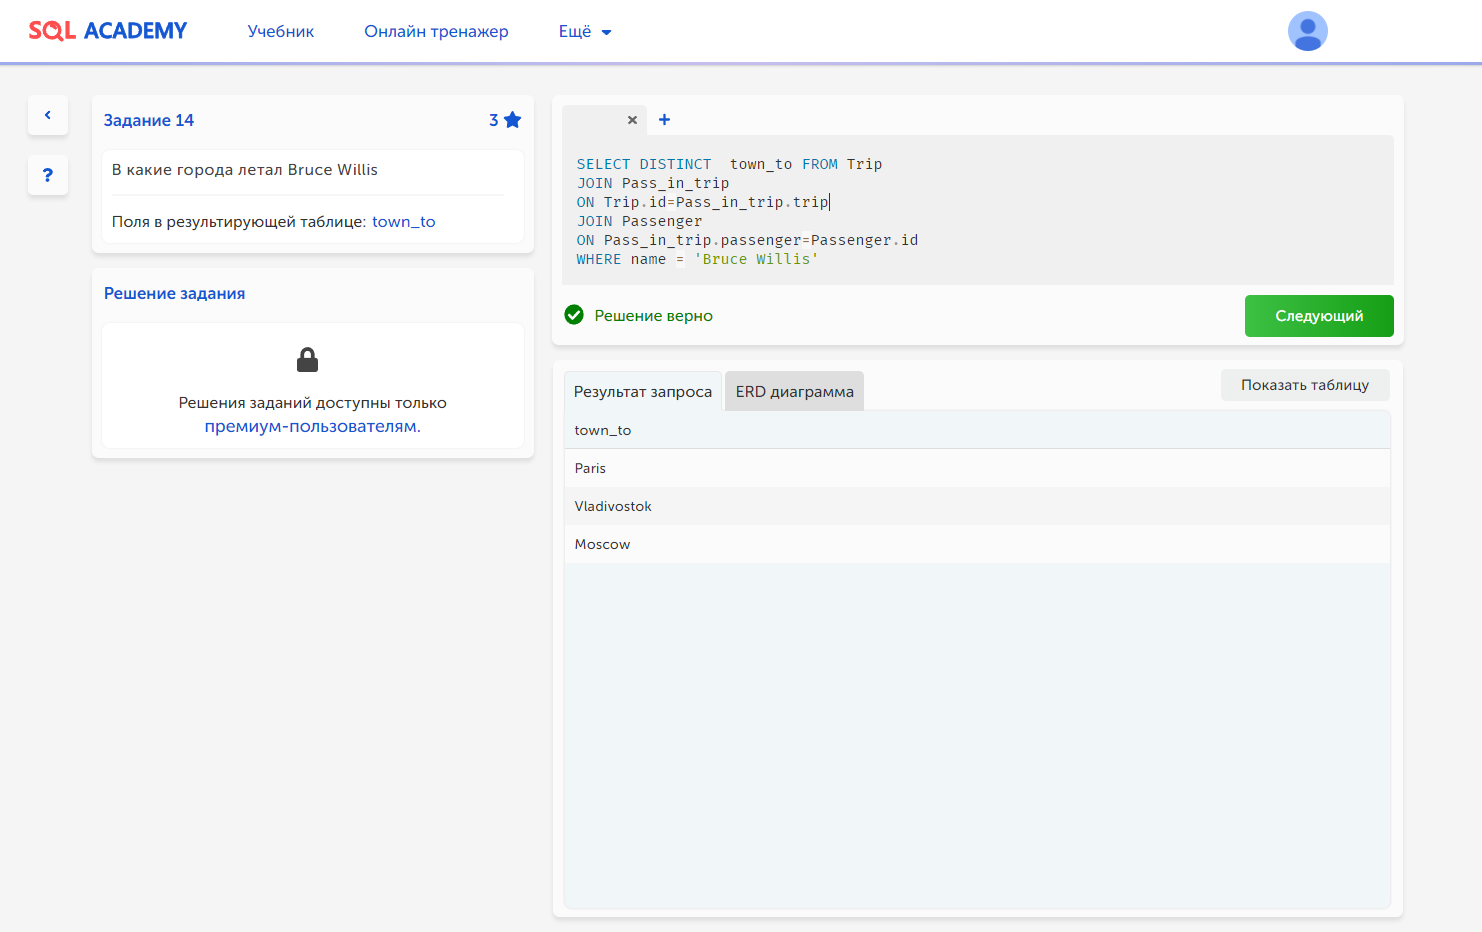 SQL ACADEMY
Учебник
Онлайн тренажер
Ещё
Задание 14
3
В какие города летал Bruce Willis
Поля в результирующей таблице: town_to
Решение задания
Решения заданий доступны только
премиум-пользователям.
SELECT DISTINCT  town_to FROM Trip
JOIN Pass_in_trip
ON Trip.id=Pass_in_trip.trip
JOIN Passenger
ON Pass_in_trip.passenger=Passenger.id
WHERE name = 'Bruce Willis'
Решение верно
Следующий
Результат запроса
ERD диаграмма
Показать таблицу
town_to
Paris
Vladivostok
Moscow